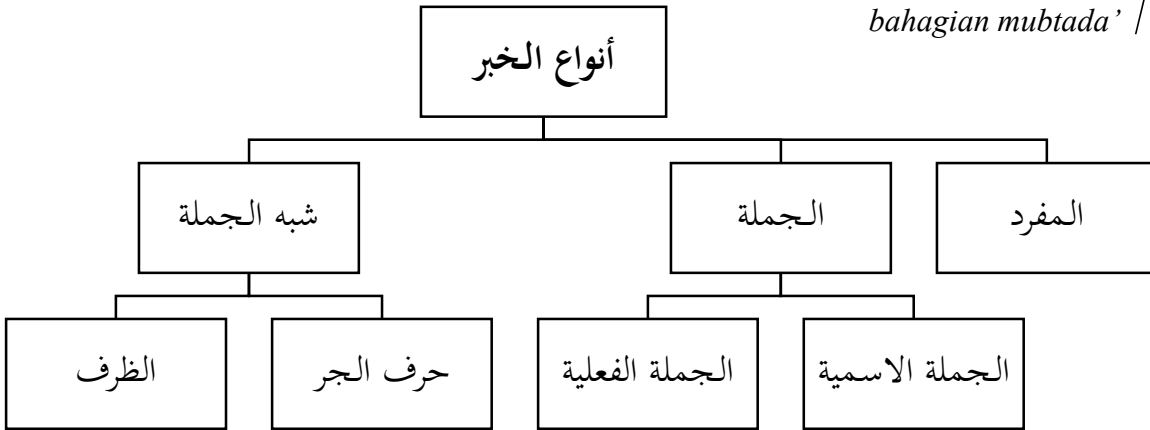 bahagian mubtada’ /
أنواع الخبر
المفرد
الجملة
شبه الجملة
الجملة الاسمية
الجملة الفعلية
حرف الجر
الظرف